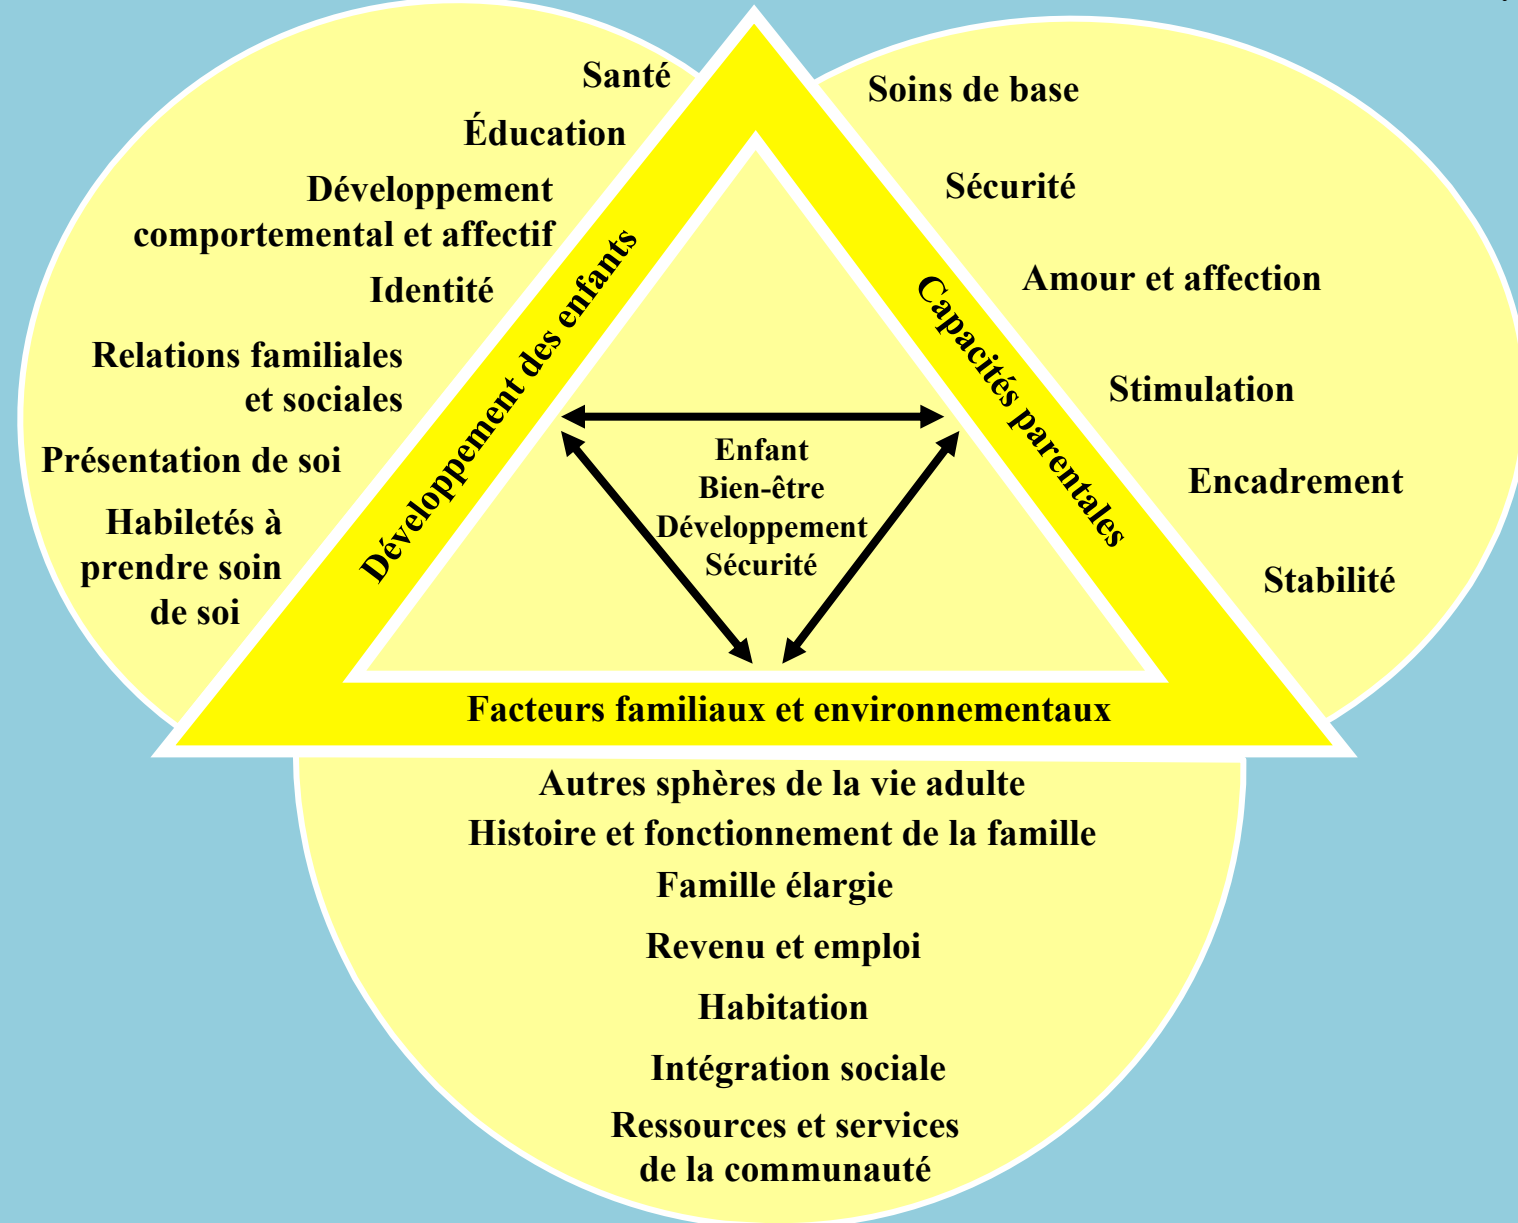 Santé
Éducation
Développement
comportemental et affectif
Identité
Relations familiales
et sociales
Présentation de soi
Habiletés à
prendre soin
de soi
Développement des enfants
Soins de base
Sécurité
Amour et affection
Stimulation
Encadrement
Stabilité
Capacités parentales
Enfant
Bien-être
Développement
Sécurité
Facteurs familiaux et environnementaux
Autres sphères de la vie adulte
Histoire et fonctionnement de la famille
Famille élargie
Revenu et emploi
Habitation
Intégration sociale
Ressources et services
de la communauté